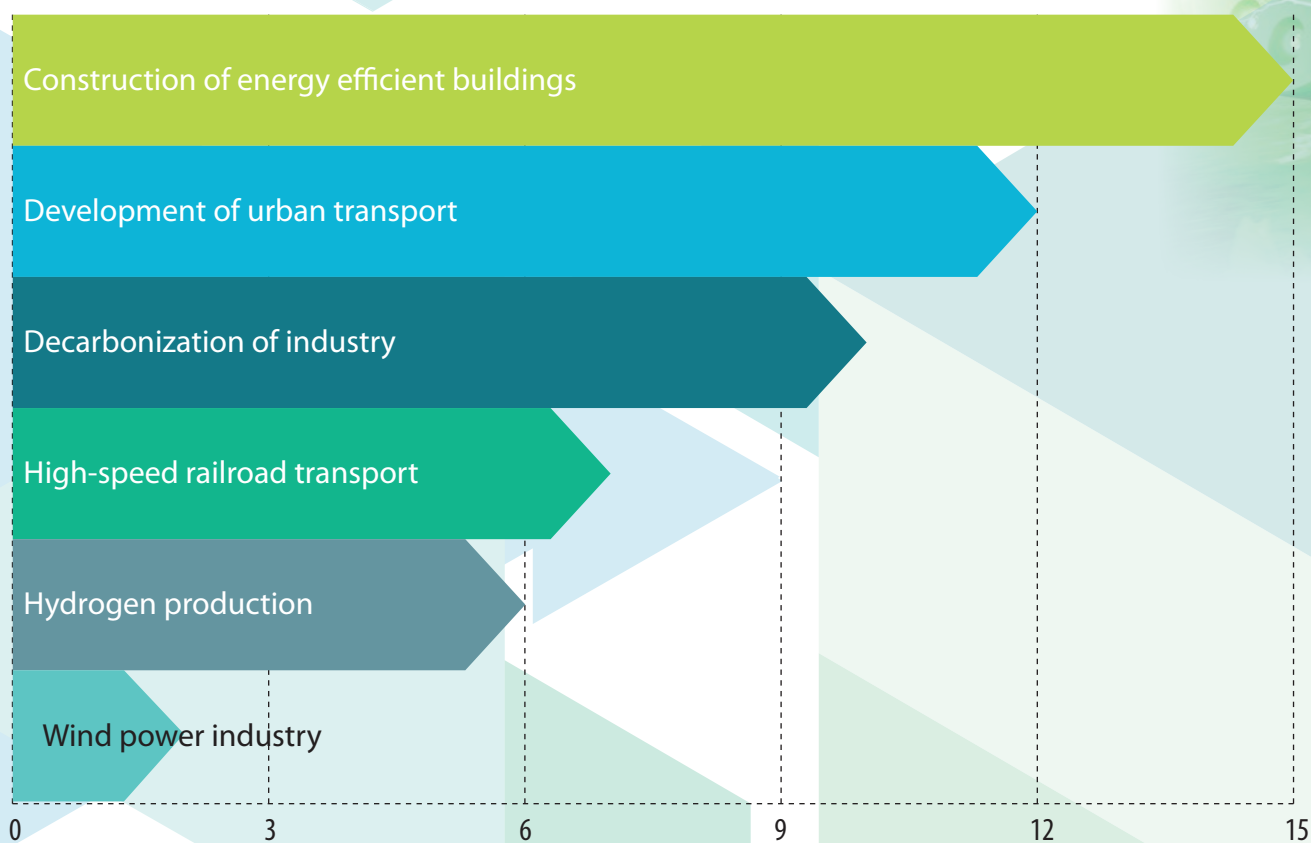 Construction of energy efficient buildings
Development of urban transport
Decarbonization of industry
High-speed railroad transport
Hydrogen production
Wind power industry
0 3 6 9 12 15